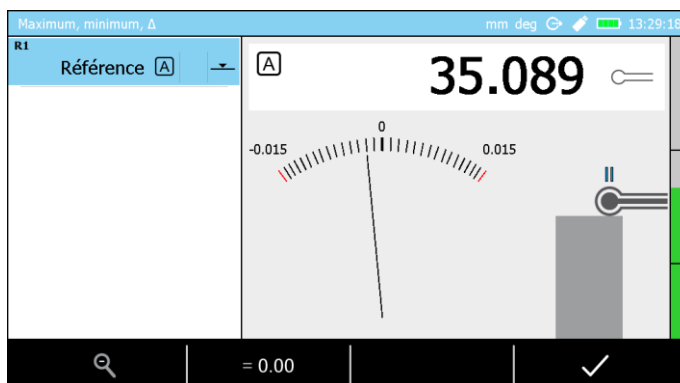 Maximum, minimum, Δ
mm deg 13:29:18
R1
Référence A
A
35.089
-0.015
0
0.015
= 0.00